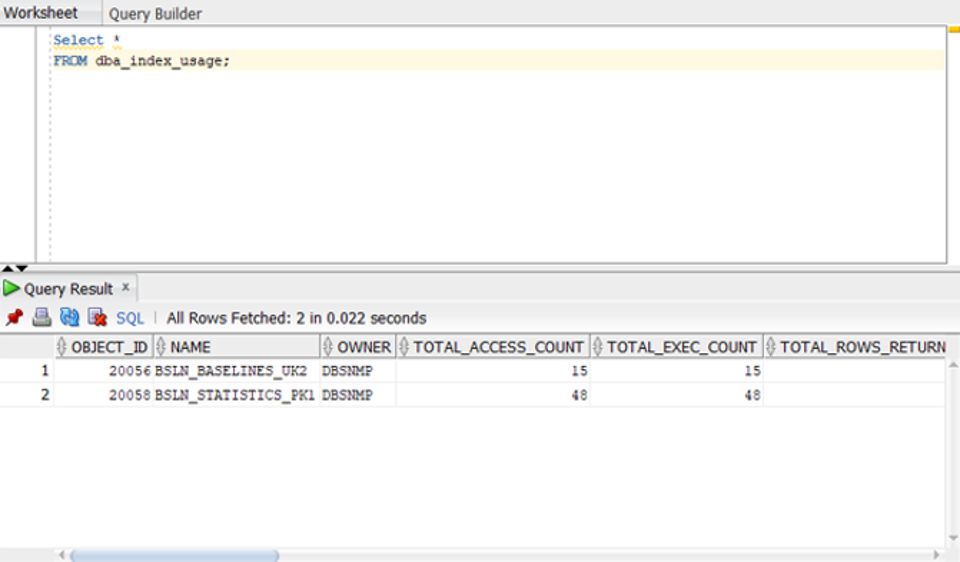 Worksheet Query Builder
Select *
FROM dba_index_usage;
Query Result x
SQL | All Rows Fetched: 2 in 0.022 seconds
OBJECT_ID NAME OWNER TOTAL_ACCESS_COUNT TOTAL_EXEC_COUNT TOTAL_ROWS_RETURN
1 20056 BSLN_BASELINES_UK2 DBSNMP 15 15
2 20058 BSLN_STATISTICS_PK1 DBSNMP 48 48